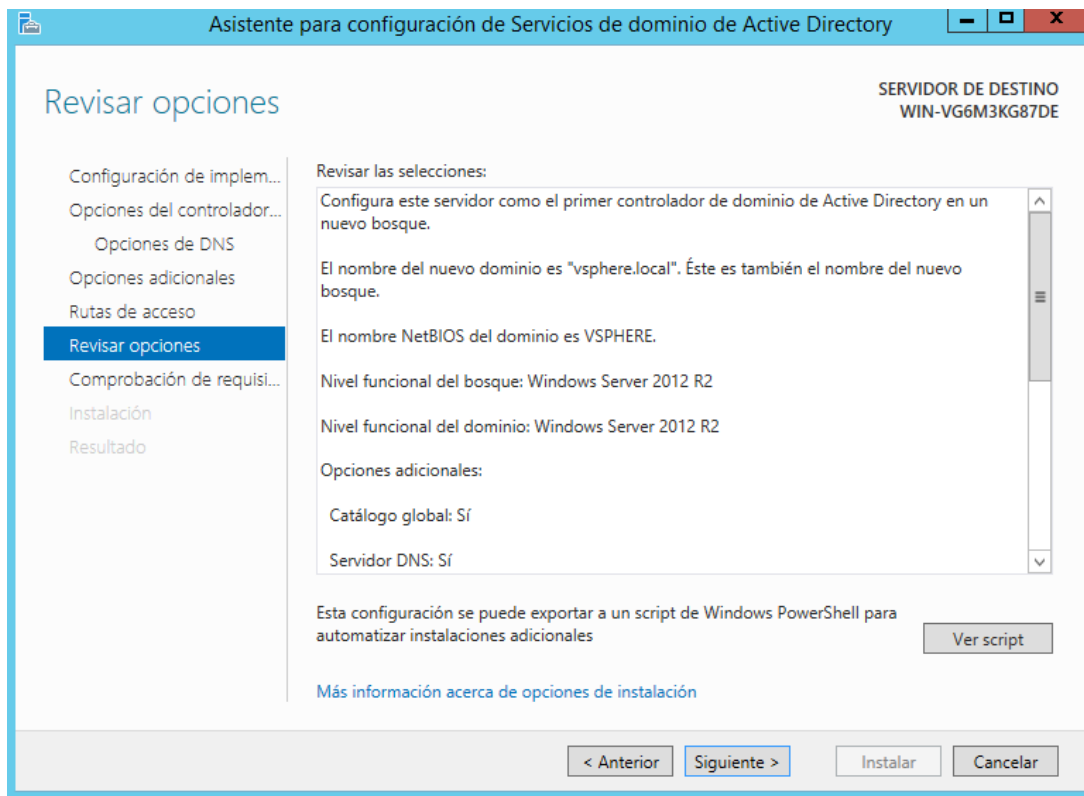 Asistente para configuración de Servicios de dominio de Active Directory
Revisar opciones
SERVIDOR DE DESTINO
WIN-VG6M3KG87DE
Configuración de implem...
Opciones del controlador...
Opciones de DNS
Opciones adicionales
Rutas de acceso
Revisar opciones
Comprobación de requisi...
Instalación
Resultado
Revisar las selecciones:
Configura este servidor como el primer controlador de dominio de Active Directory en un
nuevo bosque.
El nombre del nuevo dominio es "vsphere.local". Éste es también el nombre del nuevo
bosque.
El nombre NetBIOS del dominio es VSPHERE.
Nivel funcional del bosque: Windows Server 2012 R2
Nivel funcional del dominio: Windows Server 2012 R2
Opciones adicionales:
Catálogo global: Sí
Servidor DNS: Sí
Esta configuración se puede exportar a un script de Windows PowerShell para
automatizar instalaciones adicionales
Ver script
Más información acerca de opciones de instalación
< Anterior
Siguiente >
Instalar
Cancelar